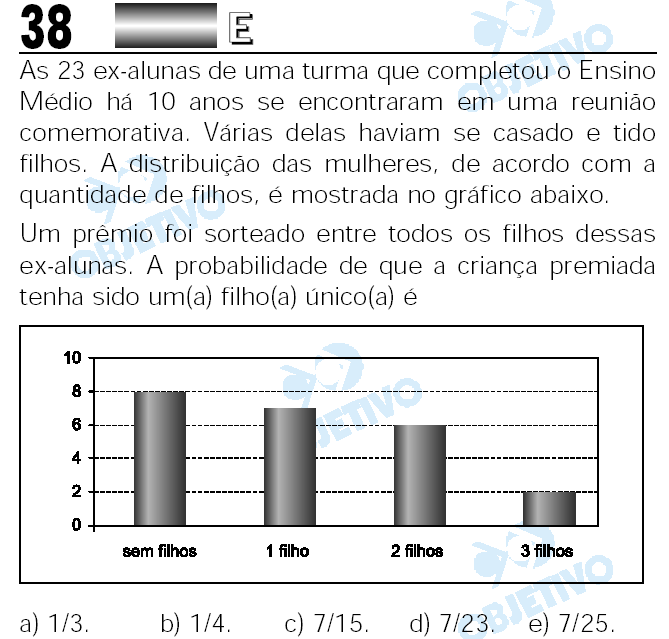 38 E
As 23 ex-alunas de uma turma que completou o Ensino
Médio há 10 anos se encontraram em uma reunião
comemorativa. Várias delas haviam se casado e tido
filhos. A distribuição das mulheres, de acordo com a
quantidade de filhos, é mostrada no gráfico abaixo.
Um prêmio foi sorteado entre todos os filhos dessas
ex-alunas. A probabilidade de que a criança premiada
tenha sido um(a) filho(a) único(a) é
10
8
6
4
2
0
sem filhos 1 filho 2 filhos 3 filhos
a) 1/3. b) 1/4. c) 7/15. d) 7/23. e) 7/25.
OBJETIVO
OBJETIVO
OBJETIVO
OBJETIVO